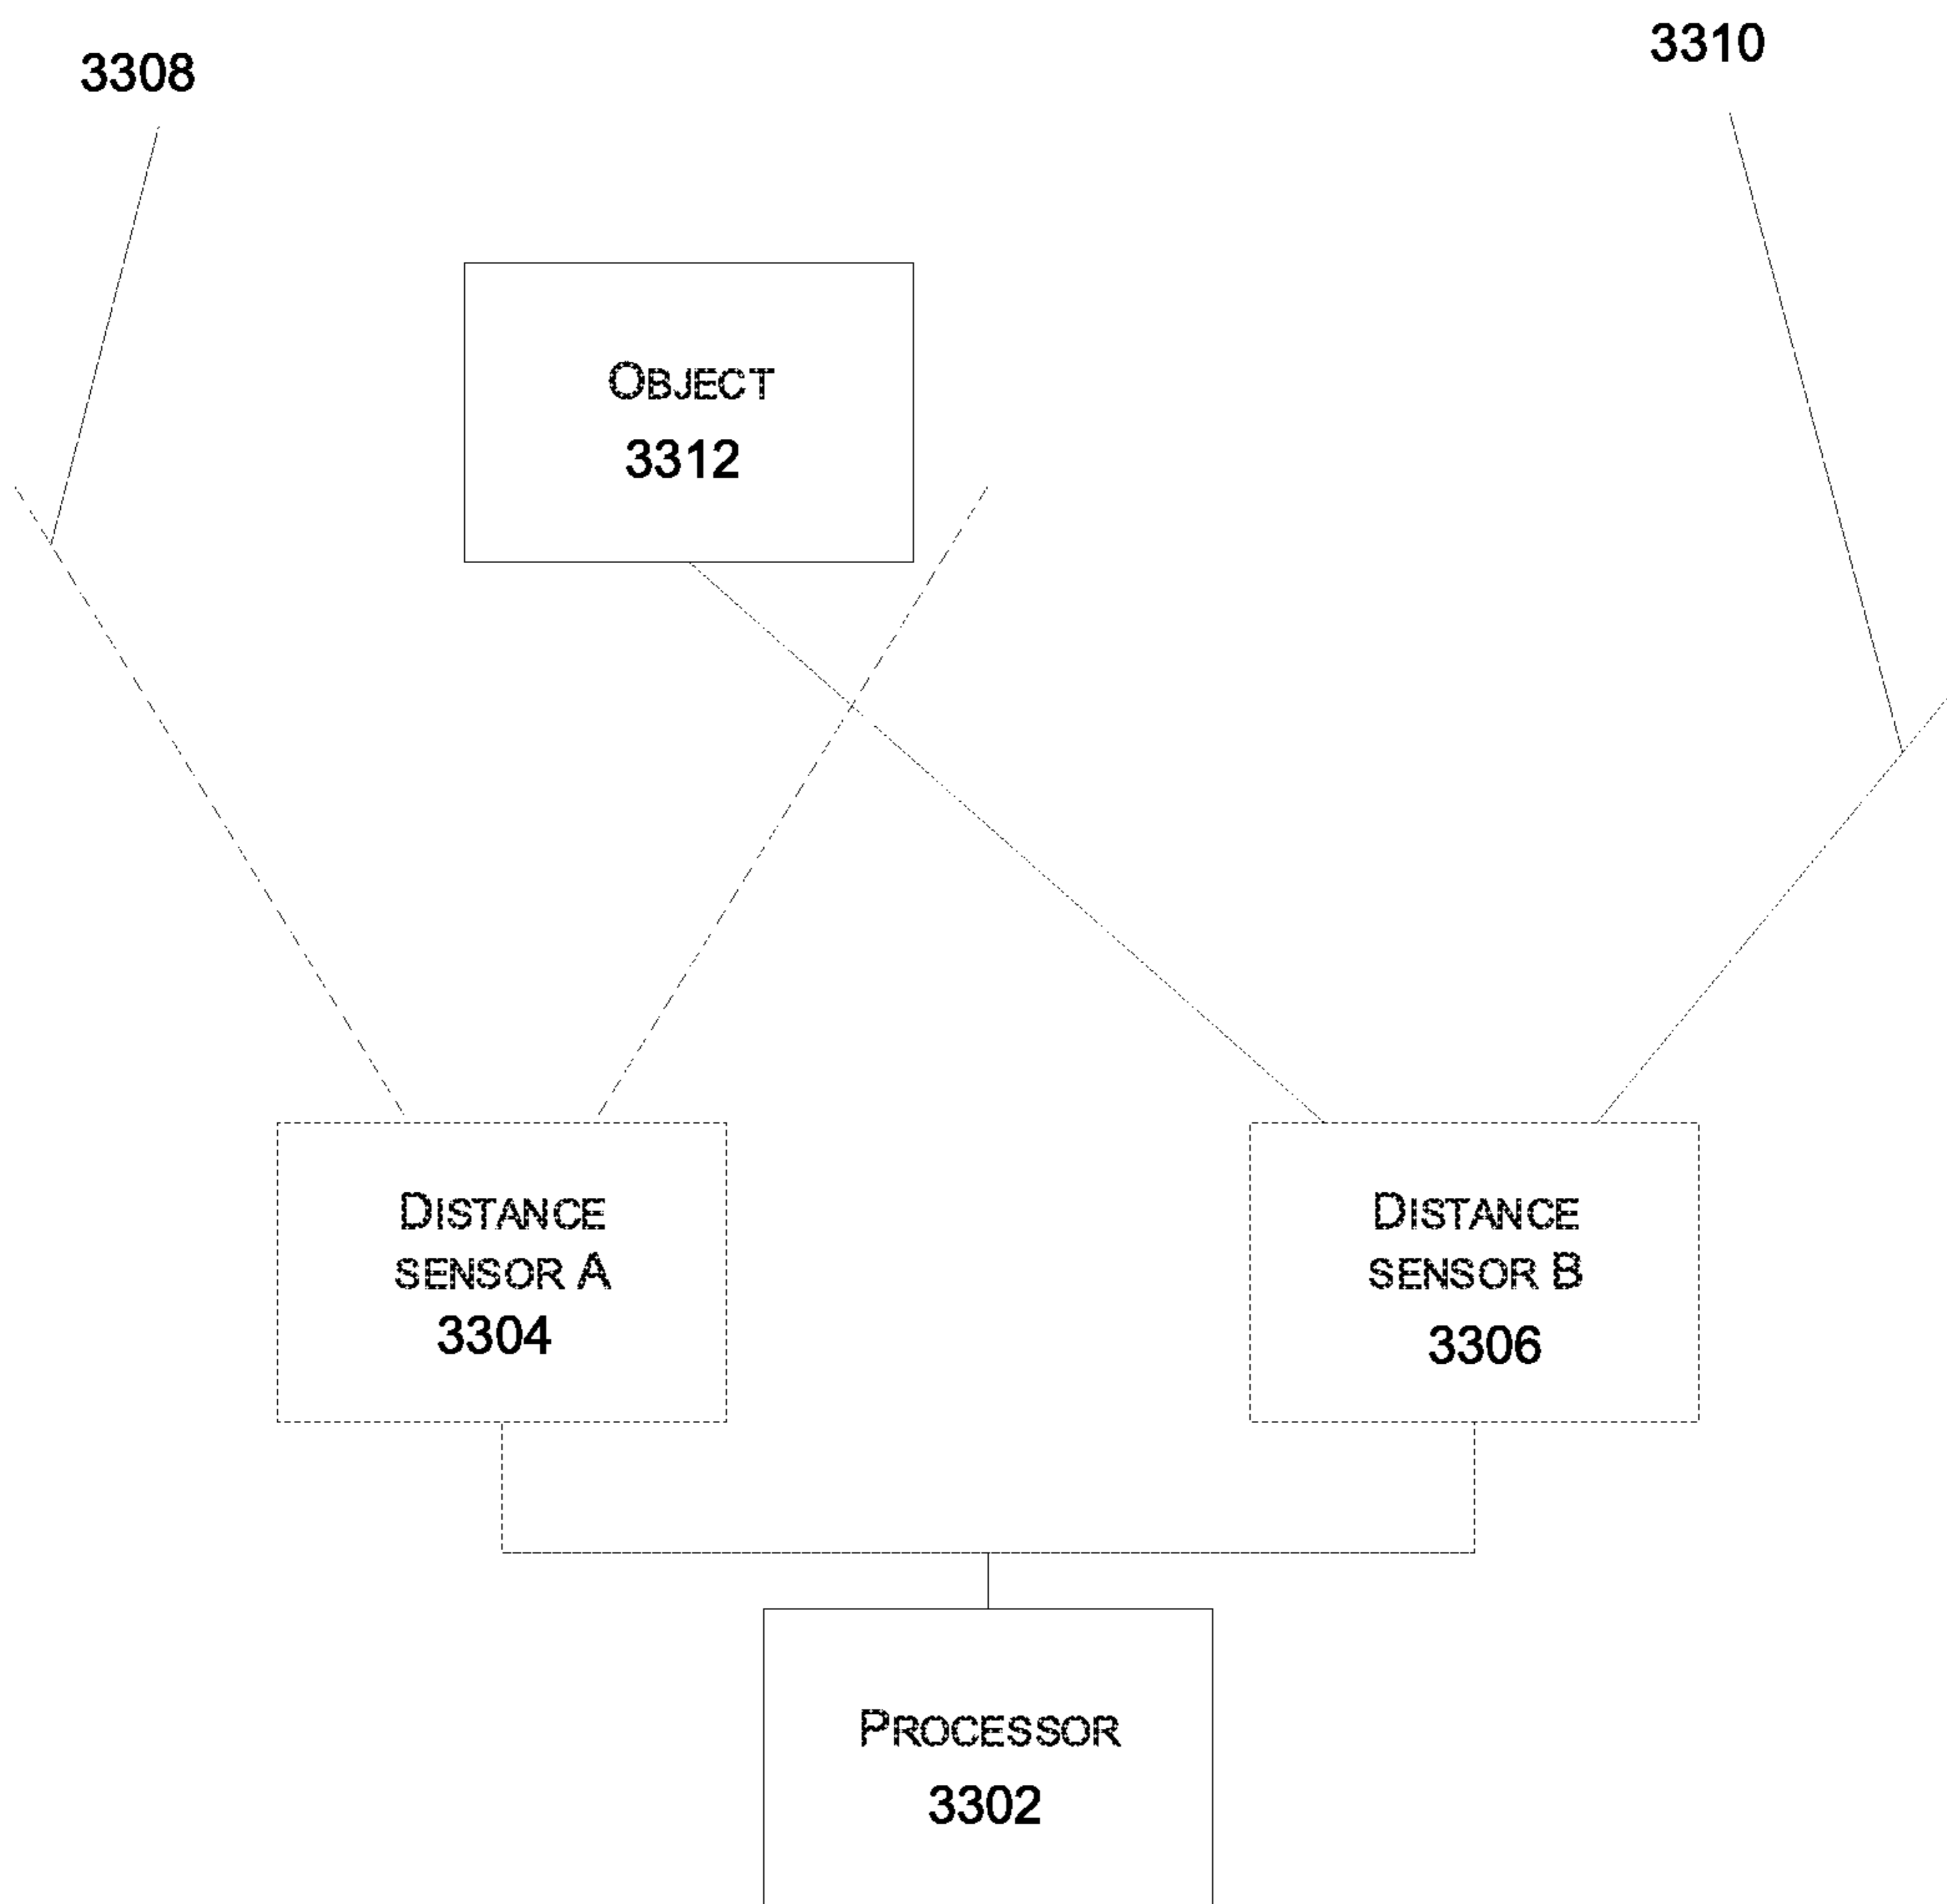 3310
3308
OBJECT
3312
DISTANCE
SENSOR A
3304
DISTANCE
SENSOR B
3306
PROCESSOR
3302